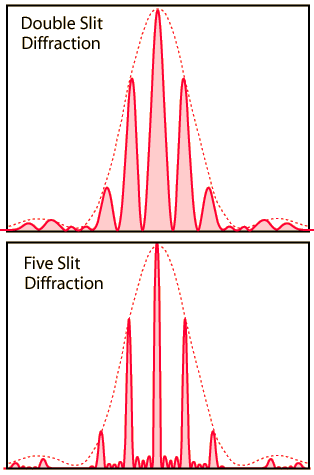 Double Slit
Diffraction
Five Slit
Diffraction